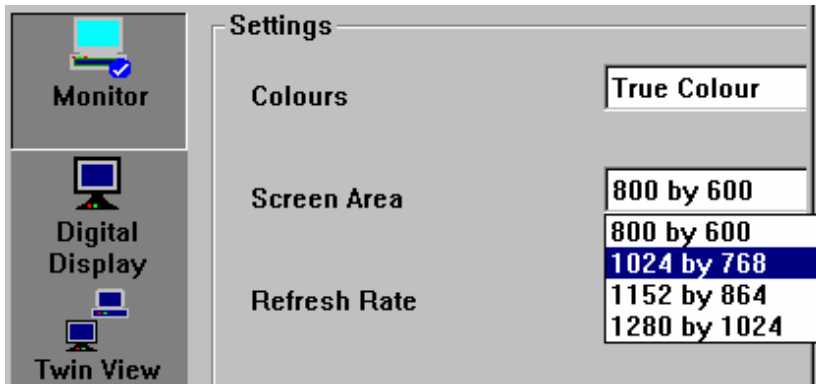 Monitor
Digital
Display
Twin View
Settings
Colours
True Colour
Screen Area
800 by 600
800 by 600
1024 by 768
1152 by 864
1280 by 1024
Refresh Rate